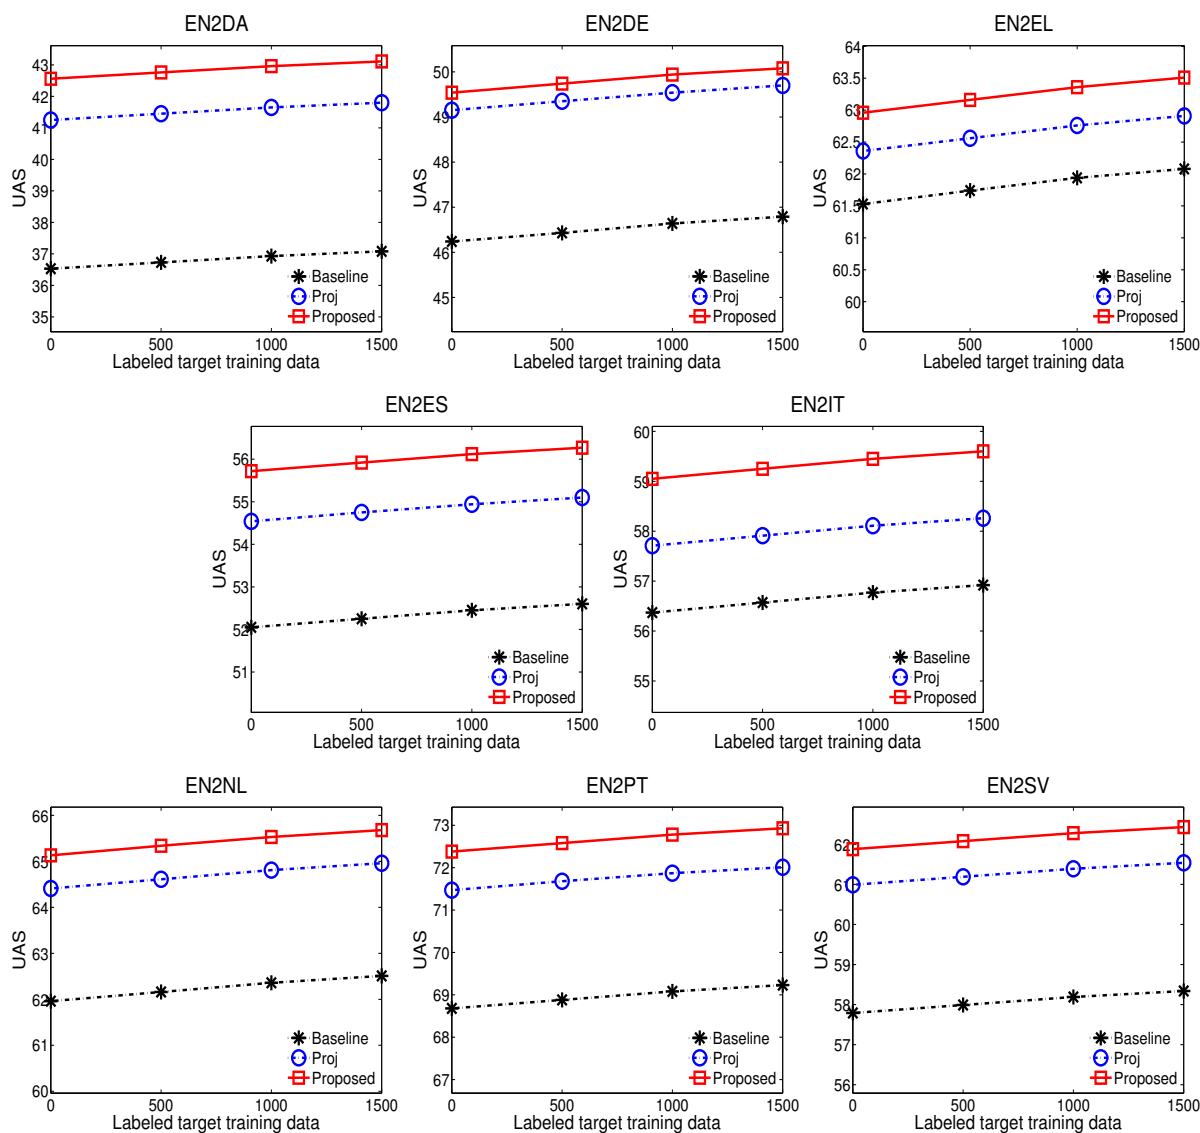 EN2DA
43
42
41
40
39
38
37
36
35
UAS
Baseline
Proj
Proposed
0 500 1000 1500
Labeled target training data
EN2DE
50
49
48
47
46
45
UAS
Baseline
Proj
Proposed
0 500 1000 1500
Labeled target training data
EN2EL
64
63.5
63
62.5
62
61.5
61
60.5
60
UAS
Baseline
Proj
Proposed
0 500 1000 1500
Labeled target training data
EN2ES
56
55
54
53
52
51
UAS
Baseline
Proj
Proposed
0 500 1000 1500
Labeled target training data
EN2IT
60
59
58
57
56
55
UAS
Baseline
Proj
Proposed
0 500 1000 1500
Labeled target training data
EN2NL
66
65
64
63
62
61
60
UAS
Baseline
Proj
Proposed
0 500 1000 1500
Labeled target training data
EN2PT
73
72
71
70
69
68
67
UAS
Baseline
Proj
Proposed
0 500 1000 1500
Labeled target training data
EN2SV
62
61
60
59
58
57
56
UAS
Baseline
Proj
Proposed
0 500 1000 1500
Labeled target training data